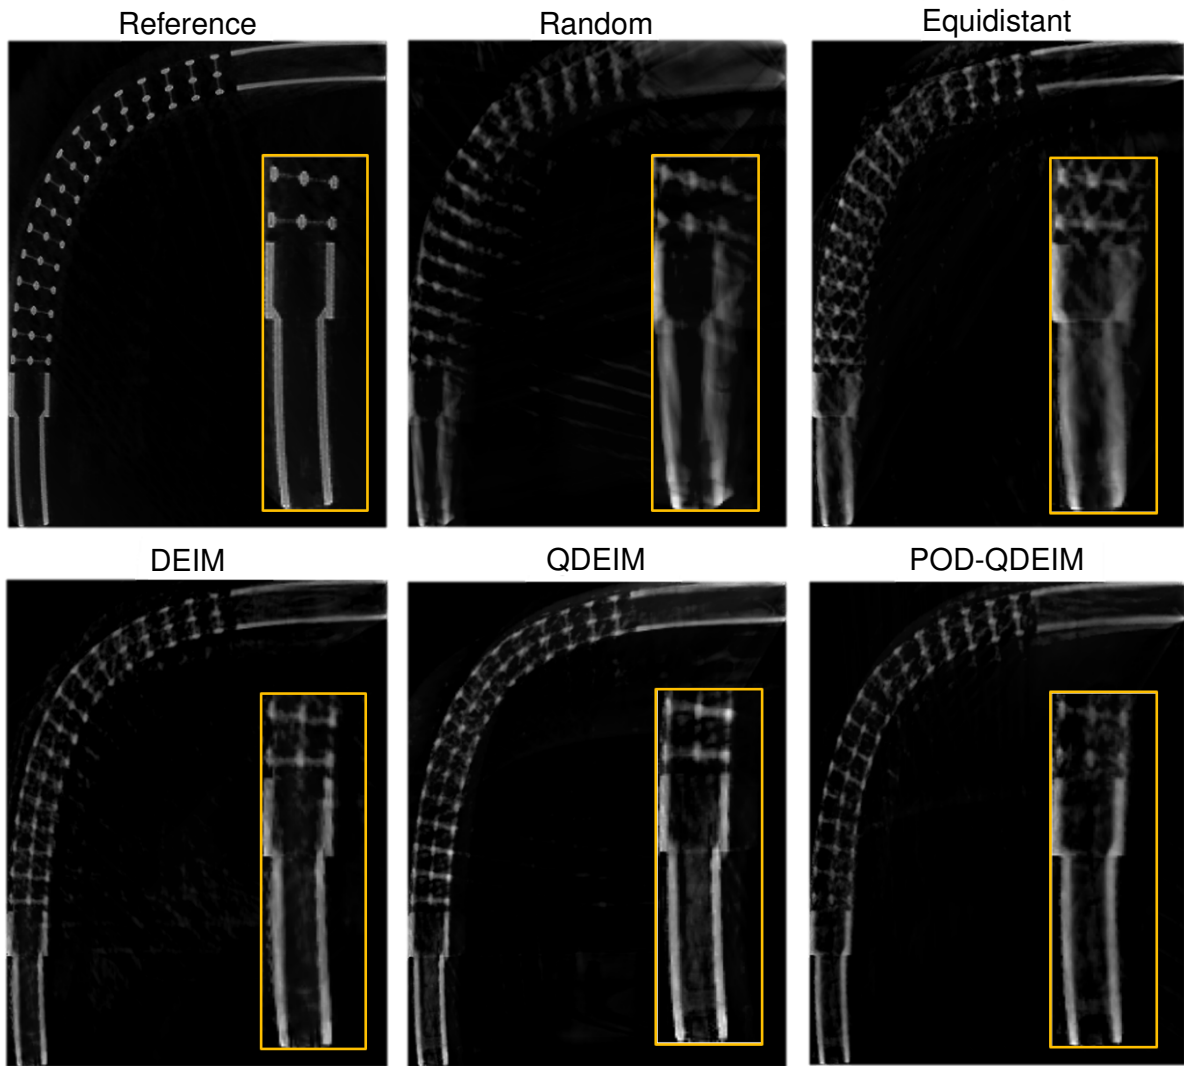 Reference
Random
Equidistant
DEIM
QDEIM
POD-QDEIM